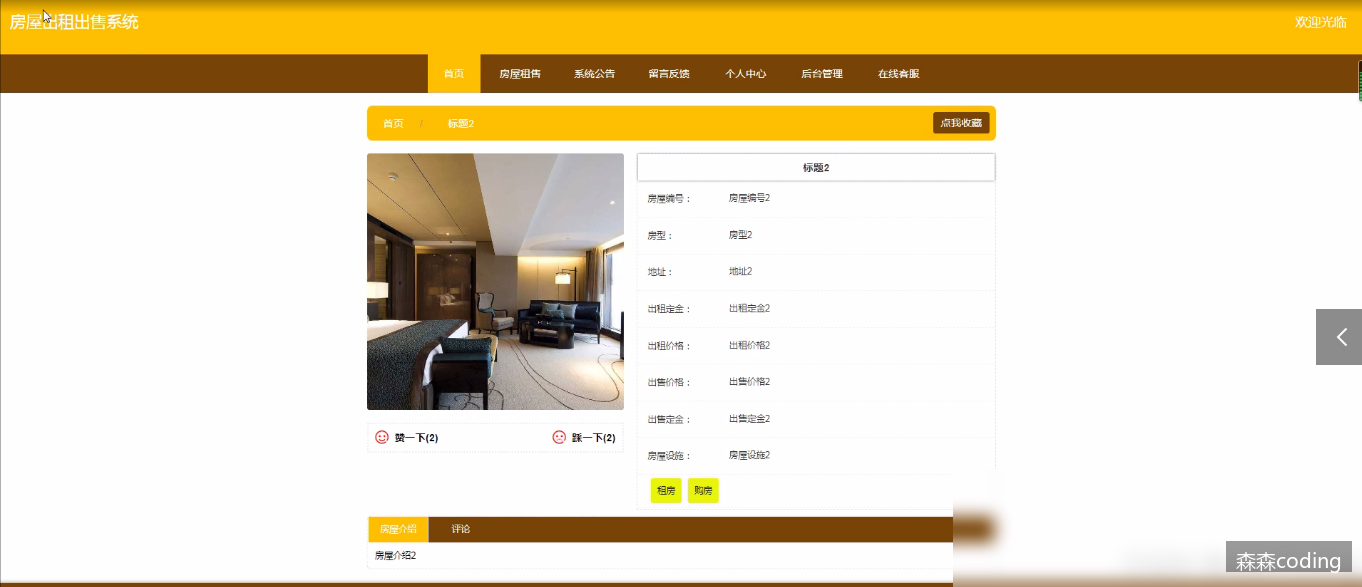 房屋出租出售系统
欢迎光临
首页 房屋租售 系统公告 留言反馈 个人中心 后台管理 在线客服
首页 / 标题2
点我收藏
标题2
房屋编号： 房屋编号2
房型： 房型2
地址： 地址2
出租定金： 出租定金2
出租价格： 出租价格2
出售价格： 出售价格2
出售定金： 出售定金2
房屋设施： 房屋设施2
赞一下(2) 踩一下(2)
租房 购房
房屋介绍 评论
房屋介绍2
森森coding